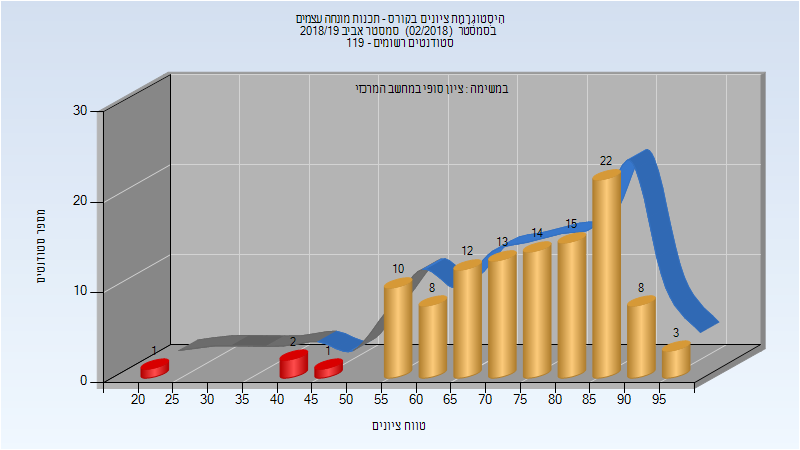 היסטוגרמת ציונים בקורס - תכנות מונחה עצמים
בסמסטר (02/2018) סמסטר אביב 2018/19
סטודנטים רשומים - 119
במשימה : ציון סופי במחשב המרכזי
30
20
10
0
מספר סטודנטים
1
2
1
10
8
12
13
14
15
22
8
3
20 25 30 35 40 45 50 55 60 65 70 75 80 85 90 95
טווח ציונים